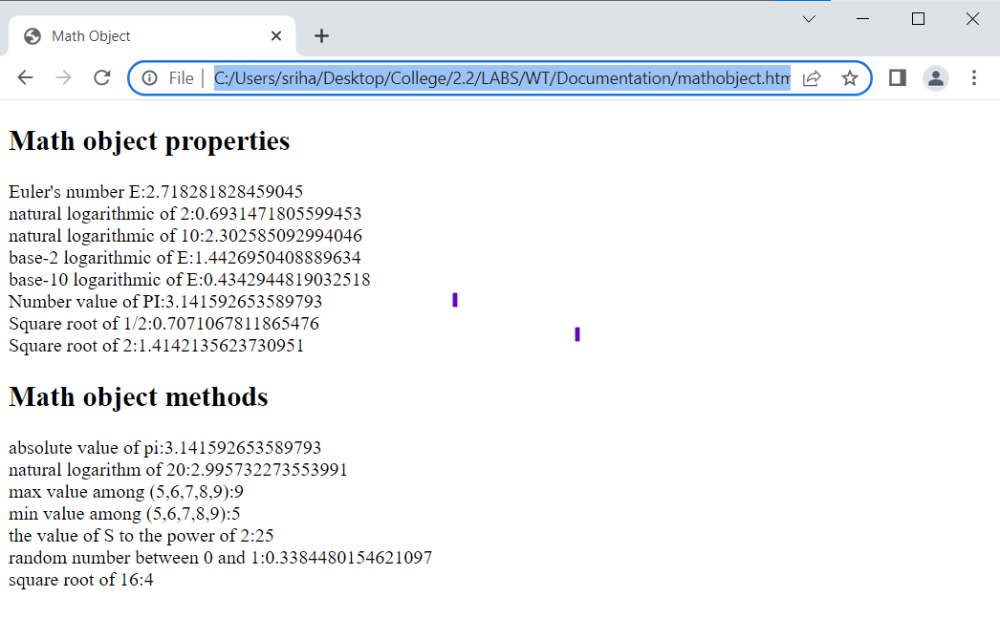 Math Object
File
C:/Users/sriha/Desktop/College/2.2/LABS/WT/Documentation/mathobject.htm
Math object properties
Euler's number E:2.718281828459045
natural logarithmic of 2:0.6931471805599453
natural logarithmic of 10:2.302585092994046
base-2 logarithmic of E:1.4426950408889634
base-10 logarithmic of E:0.4342944819032518
Number value of PI:3.141592653589793
Square root of 1/2:0.7071067811865476
Square root of 2:1.4142135623730951
Math object methods
absolute value of pi:3.141592653589793
natural logarithm of 20:2.995732273553991
max value among (5,6,7,8,9):9
min value among (5,6,7,8,9):5
the value of S to the power of 2:25
random number between 0 and 1:0.3384480154621097
square root of 16:4